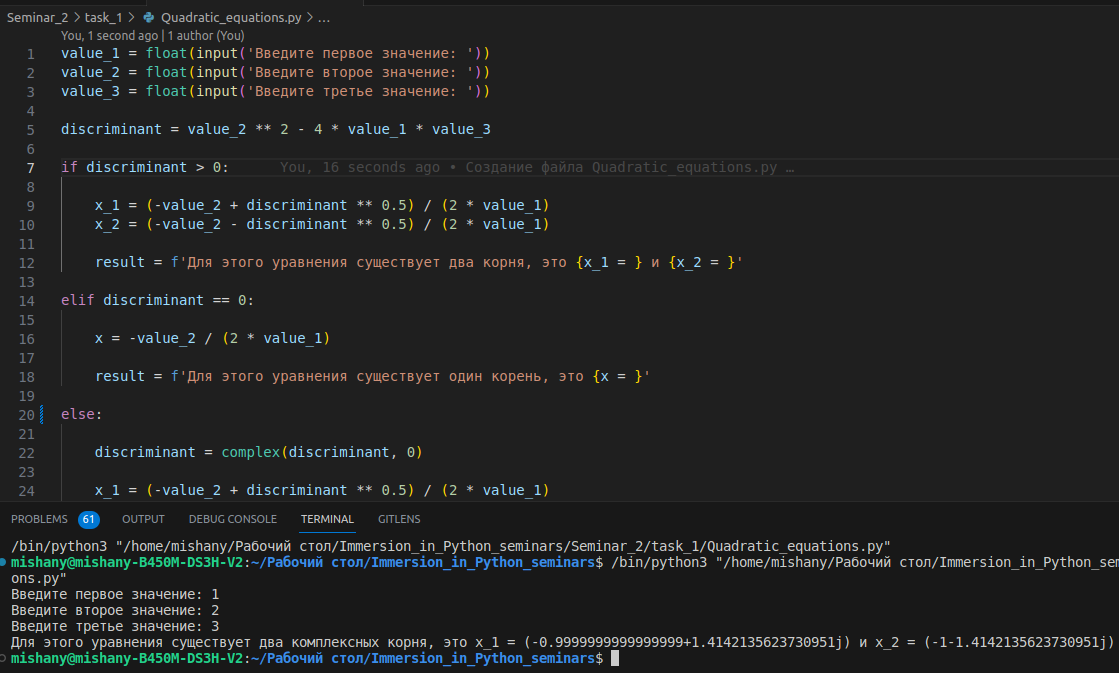 Seminar_2 > task_1 > Quadratic_equations.py > ...
You, 1 second ago | 1 author (You)
1 value_1 = float(input('Введите первое значение: '))
2 value_2 = float(input('Введите второе значение: '))
3 value_3 = float(input('Введите третье значение: '))
4
5 discriminant = value_2 ** 2 - 4 * value_1 * value_3
6
7 if discriminant > 0: You, 16 seconds ago • Создание файла Quadratic_equations.py …
8
9 x_1 = (-value_2 + discriminant ** 0.5) / (2 * value_1)
10 x_2 = (-value_2 - discriminant ** 0.5) / (2 * value_1)
11
12 result = f'Для этого уравнения существует два корня, это {x_1 = } и {x_2 = }'
13
14 elif discriminant == 0:
15
16 x = -value_2 / (2 * value_1)
17
18 result = f'Для этого уравнения существует один корень, это {x = }'
19
20 else:
21
22 discriminant = complex(discriminant, 0)
23
24 x_1 = (-value_2 + discriminant ** 0.5) / (2 * value_1)
PROBLEMS 61 OUTPUT DEBUG CONSOLE TERMINAL GITLENS
/bin/python3 "/home/mishany/Рабочий стол/Immersion_in_Python_seminars/Seminar_2/task_1/Quadratic_equations.py"
mishany@mishany-B450M-DS3H-V2:~/Рабочий стол/Immersion_in_Python_seminars$ /bin/python3 "/home/mishany/Рабочий стол/Immersion_in_Python_sem
ons.py"
Введите первое значение: 1
Введите второе значение: 2
Введите третье значение: 3
Для этого уравнения существует два комплексных корня, это x_1 = (-0.9999999999999999+1.4142135623730951j) и x_2 = (-1-1.4142135623730951j)
mishany@mishany-B450M-DS3H-V2:~/Рабочий стол/Immersion_in_Python_seminars$